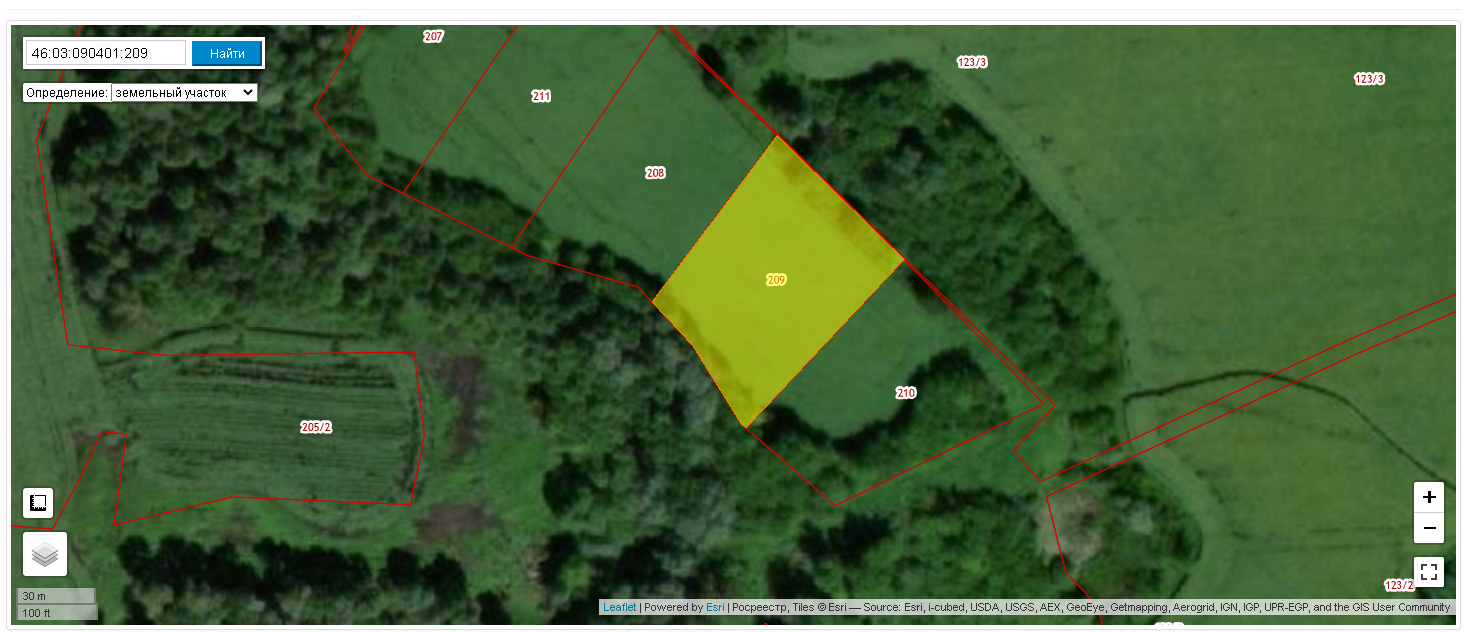 46:03:090401:209 Найти
Определение: земельный участок
207
123/3
123/3
211
208
209
210
205/2
+
−
123/2
30 m
100 ft
Leaflet | Powered by Esri | Росреестр, Tiles © Esri — Source: Esri, i-cubed, USDA, USGS, AEX, GeoEye, Getmapping, Aerogrid, IGN, IGP, UPR-EGP, and the GIS User Community